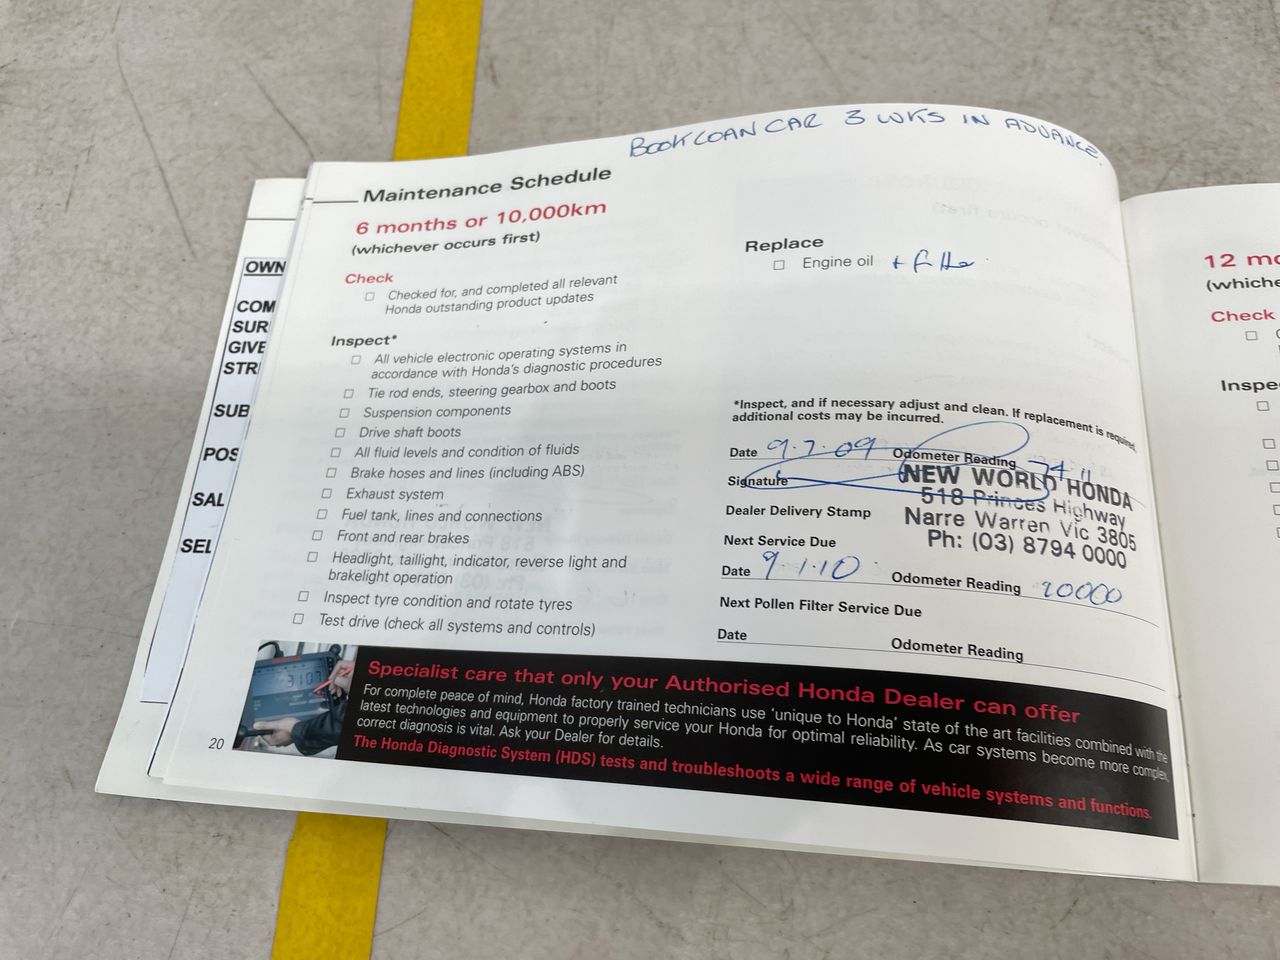 BOOK LOAN CAR 3 WKS IN ADVANCE
Maintenance Schedule
6 months or 10,000km
(whichever occurs first)
Check
Checked for, and completed all relevant
Honda outstanding product updates
Inspect*
All vehicle electronic operating systems in
accordance with Honda's diagnostic procedures
Tie rod ends, steering gearbox and boots
Suspension components
Drive shaft boots
All fluid levels and condition of fluids
Brake hoses and lines (including ABS)
Exhaust system
Fuel tank, lines and connections
Front and rear brakes
Headlight, taillight, indicator, reverse light and
brakelight operation
Inspect tyre condition and rotate tyres
Test drive (check all systems and controls)
Replace
Engine oil + filter
*Inspect, and if necessary adjust and clean. If replacement is required,
additional costs may be incurred.
Date 9.7.09 Odometer Reading 7411
Signature
NEW WORLD HONDA
518 Princes Highway
Narre Warren Vic 3805
Ph: (03) 8794 0000
Dealer Delivery Stamp
Next Service Due
Date 9.1.10 Odometer Reading 20000
Next Pollen Filter Service Due
Date Odometer Reading
Specialist care that only your Authorised Honda Dealer can offer
For complete peace of mind, Honda factory trained technicians use 'unique to Honda' state of the art facilities combined with the
latest technologies and equipment to properly service your Honda for optimal reliability. As car systems become more complex,
correct diagnosis is vital. Ask your Dealer for details.
The Honda Diagnostic System (HDS) tests and troubleshoots a wide range of vehicle systems and functions.
20
OWN
COM
SUR
GIVE
STR
SUB
POS
SAL
SEL
12 mo
(whiche
Check
Inspe